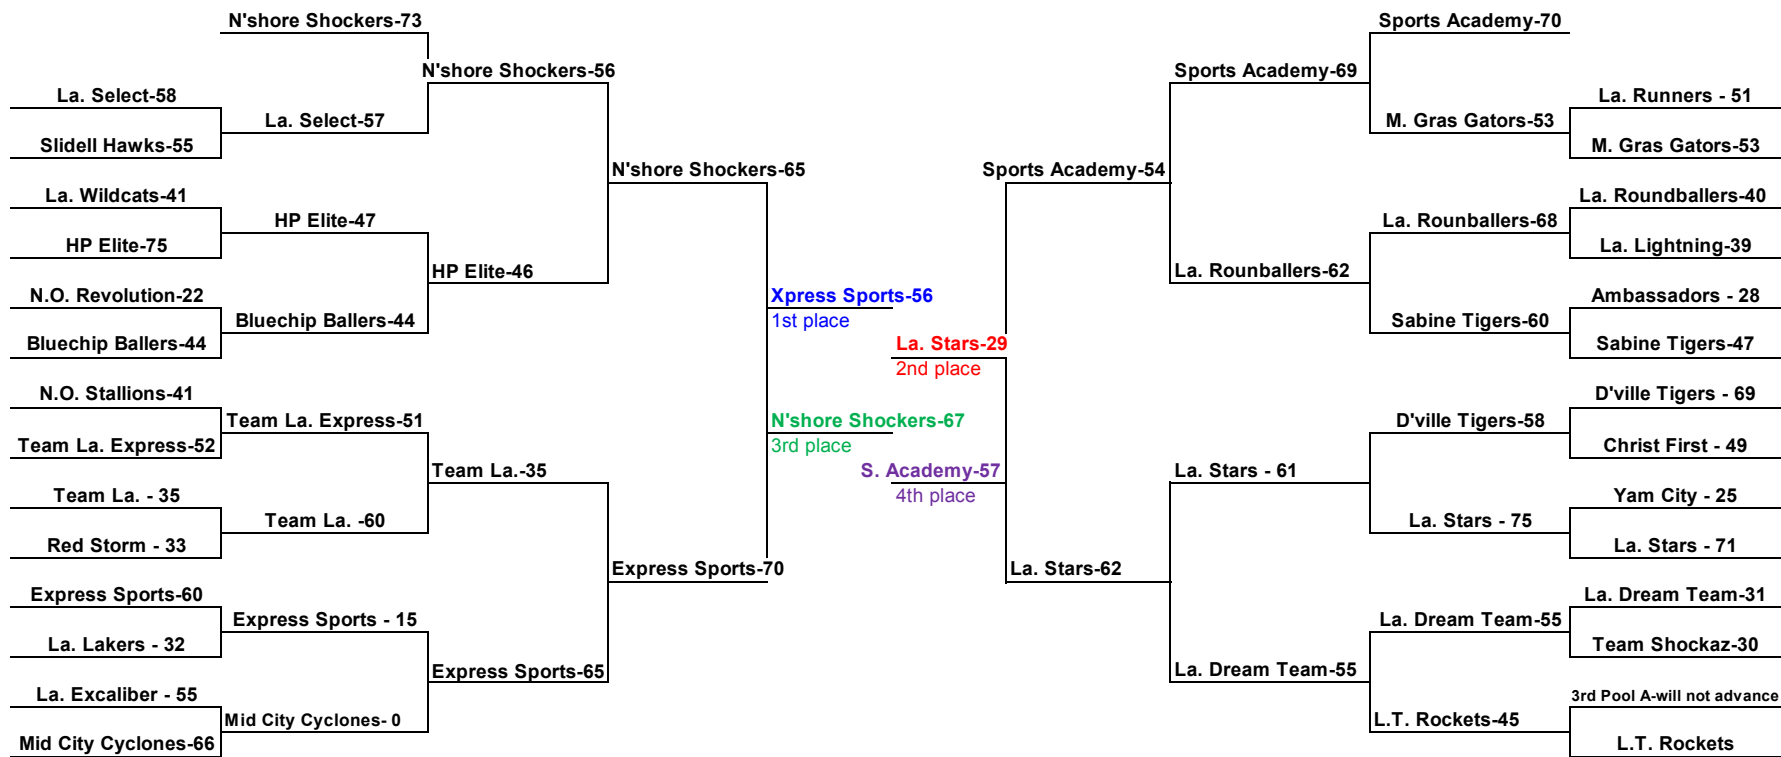 N'shore Shockers-73
Sports Academy-70
N'shore Shockers-56
Sports Academy-69
La. Select-58
La. Runners - 51
La. Select-57
M. Gras Gators-53
Slidell Hawks-55
M. Gras Gators-53
N'shore Shockers-65
Sports Academy-54
La. Wildcats-41
La. Roundballers-40
HP Elite-47
La. Rounballers-68
HP Elite-75
La. Lightning-39
HP Elite-46
La. Rounballers-62
N.O. Revolution-22
Xpress Sports-56
Ambassadors - 28
1st place
Bluechip Ballers-44
Sabine Tigers-60
Bluechip Ballers-44
La. Stars-29
Sabine Tigers-47
2nd place
N.O. Stallions-41
D'ville Tigers - 69
Team La. Express-51
N'shore Shockers-67
D'ville Tigers-58
Team La. Express-52
3rd place
Christ First - 49
Team La.-35
S. Academy-57
La. Stars - 61
4th place
Team La. - 35
Yam City - 25
Team La. -60
La. Stars - 75
Red Storm - 33
La. Stars - 71
Express Sports-70
La. Stars-62
Express Sports-60
La. Dream Team-31
Express Sports - 15
La. Dream Team-55
La. Lakers - 32
Team Shockaz-30
Express Sports-65
La. Dream Team-55
La. Excaliber - 55
3rd Pool A-will not advance
Mid City Cyclones- 0
L.T. Rockets-45
Mid City Cyclones-66
L.T. Rockets